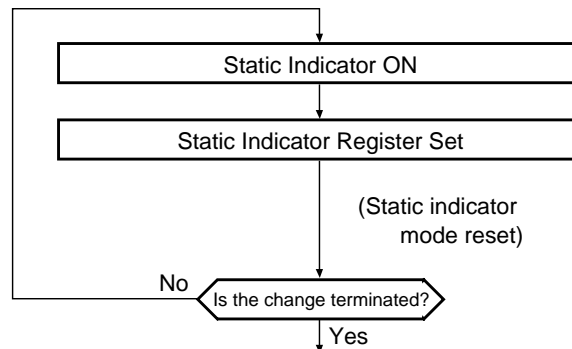 Static Indicator ON
Static Indicator Register Set
(Static indicator
mode reset)
No
Is the change terminated?
Yes